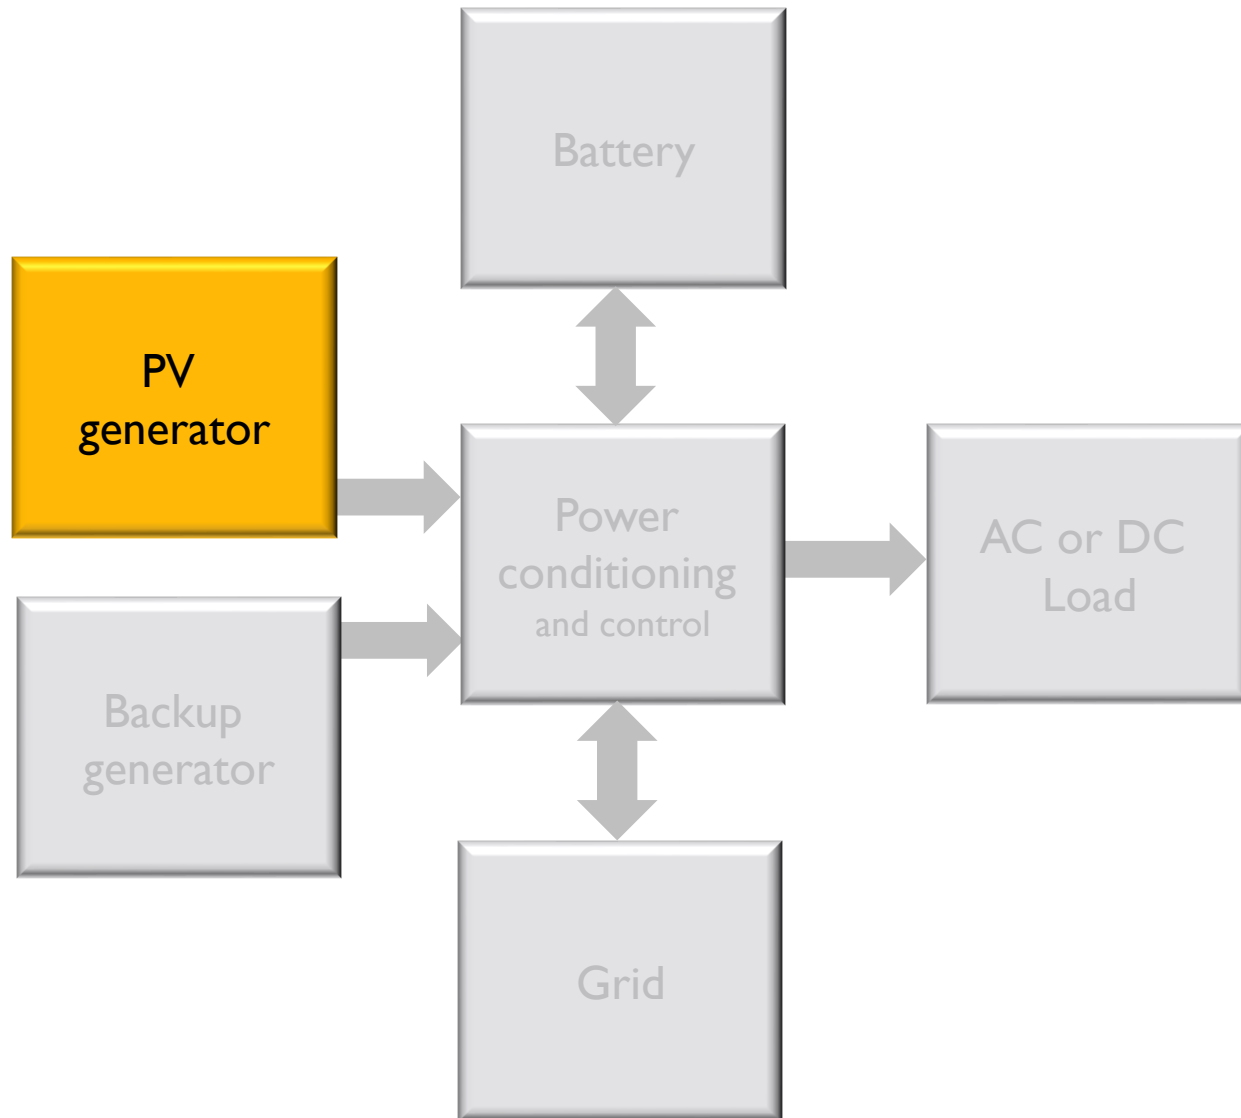 Battery
PV
generator
Power
conditioning
and control
AC or DC
Load
Backup
generator
Grid